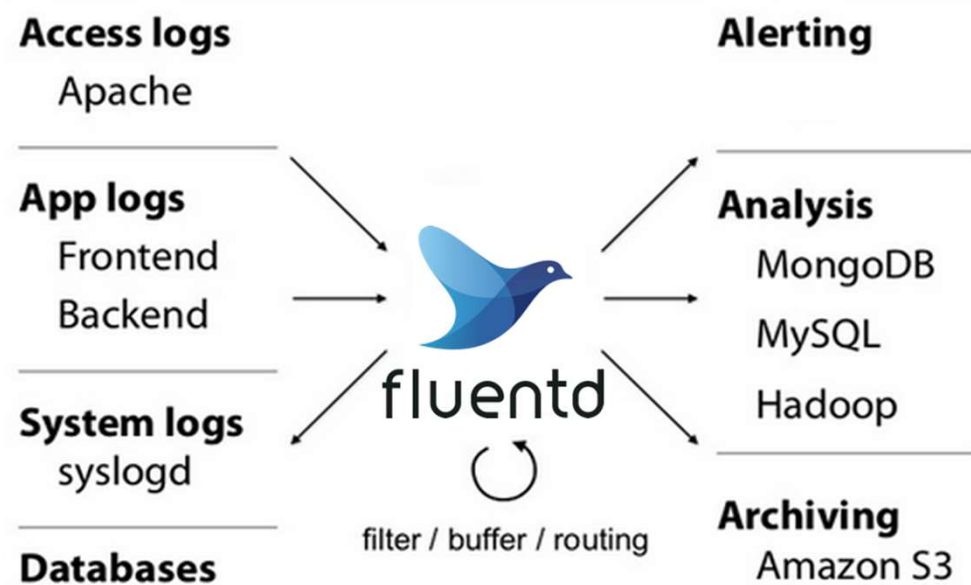 Access logs
Apache
App logs
Frontend
Backend
System logs
syslogd
Databases
fluentd
filter / buffer / routing
Alerting
Analysis
MongoDB
MySQL
Hadoop
Archiving
Amazon S3